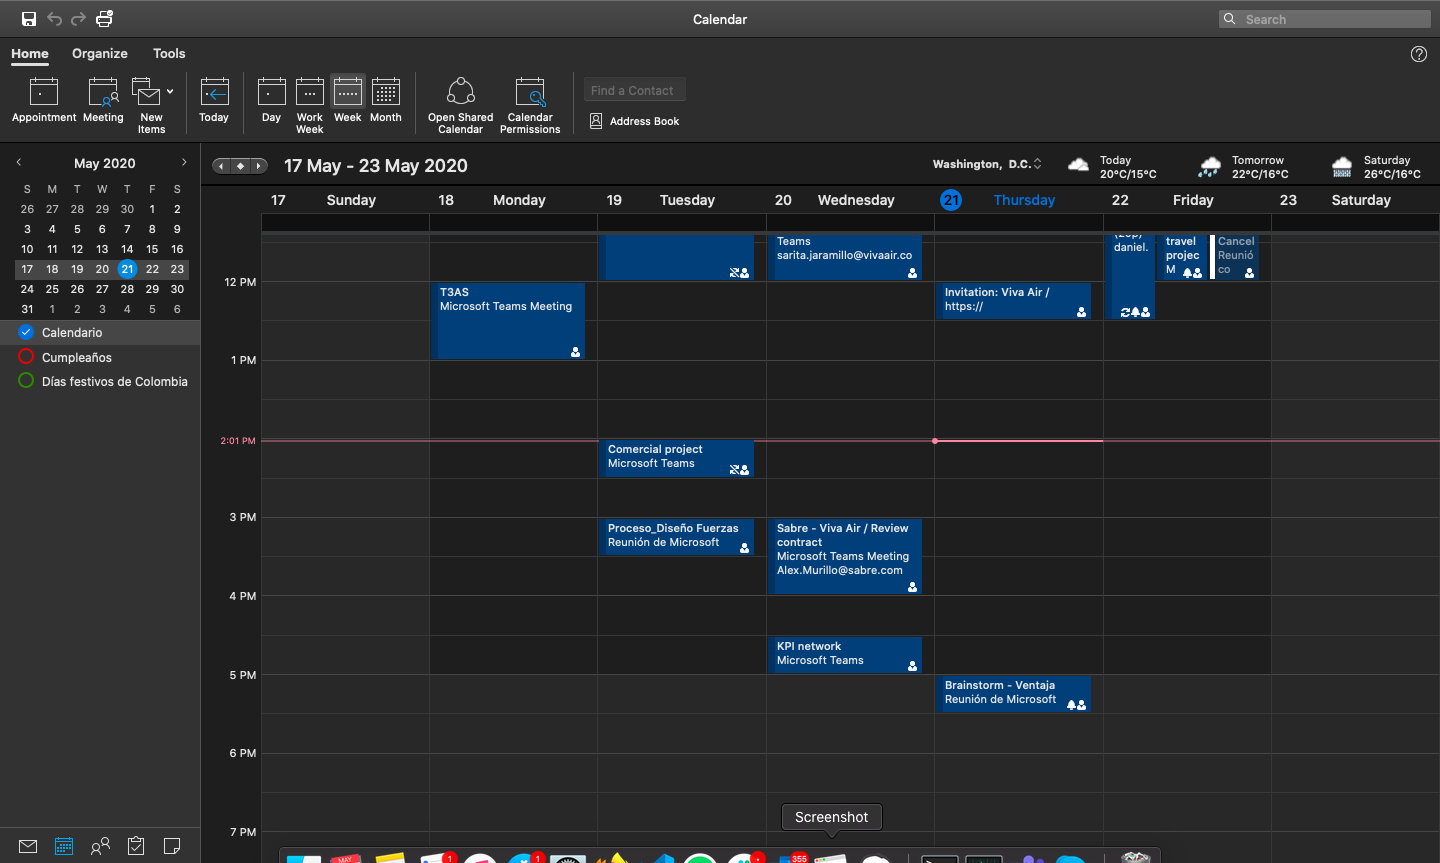 Calendar
Search
Home Organize Tools
Appointment Meeting New Items Today Day Work Week Week Month Open Shared Calendar Calendar Permissions
Find a Contact
Address Book
May 2020
S M T W T F S
26 27 28 29 30 1 2
3 4 5 6 7 8 9
10 11 12 13 14 15 16
17 18 19 20 21 22 23
24 25 26 27 28 29 30
31 1 2 3 4 5 6
Calendario
Cumpleaños
Días festivos de Colombia
17 May - 23 May 2020
Washington, D.C.
Today
20°C/15°C
Tomorrow
22°C/16°C
Saturday
26°C/16°C
17 Sunday 18 Monday 19 Tuesday 20 Wednesday 21 Thursday 22 Friday 23 Saturday
Teams
sarita.jaramillo@vivaair.co
daniel.
travel
projec
M
Cancel
Reunió
co
12 PM
T3AS
Microsoft Teams Meeting
Invitation: Viva Air /
https://
1 PM
2:01 PM
Comercial project
Microsoft Teams
3 PM
Proceso_Diseño Fuerzas
Reunión de Microsoft
Sabre - Viva Air / Review
contract
Microsoft Teams Meeting
Alex.Murillo@sabre.com
4 PM
KPI network
Microsoft Teams
5 PM
Brainstorm - Ventaja
Reunión de Microsoft
6 PM
7 PM
Screenshot
MAY
1
1
355